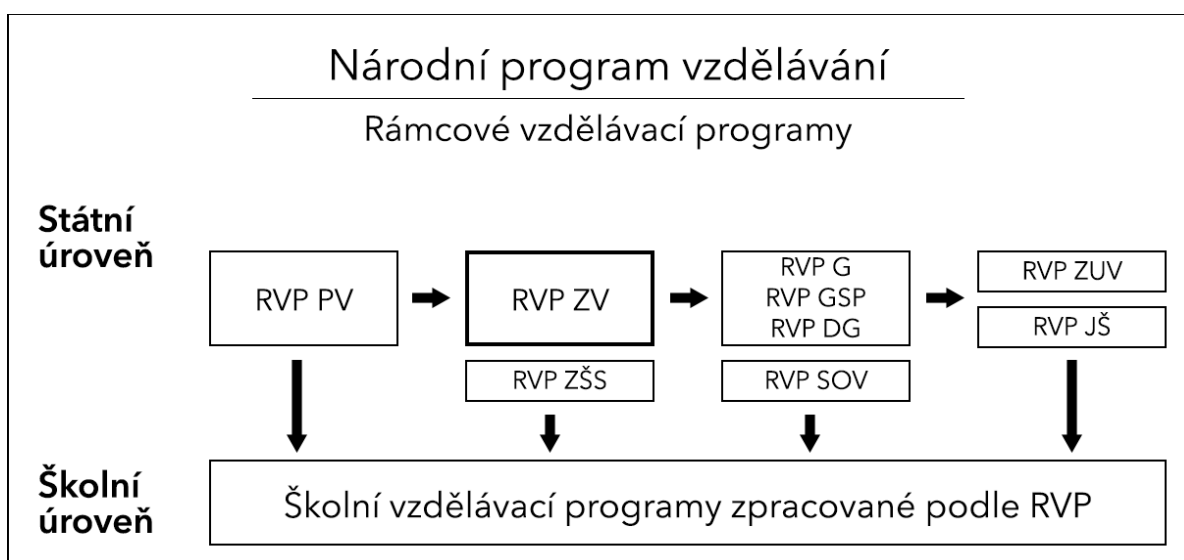 Národní program vzdělávání
Rámcové vzdělávací programy
Státní
úroveň
RVP PV
RVP ZV
RVP G
RVP GSP
RVP DG
RVP ZUV
RVP JŠ
RVP ZŠS
RVP SOV
Školní
úroveň
Školní vzdělávací programy zpracované podle RVP